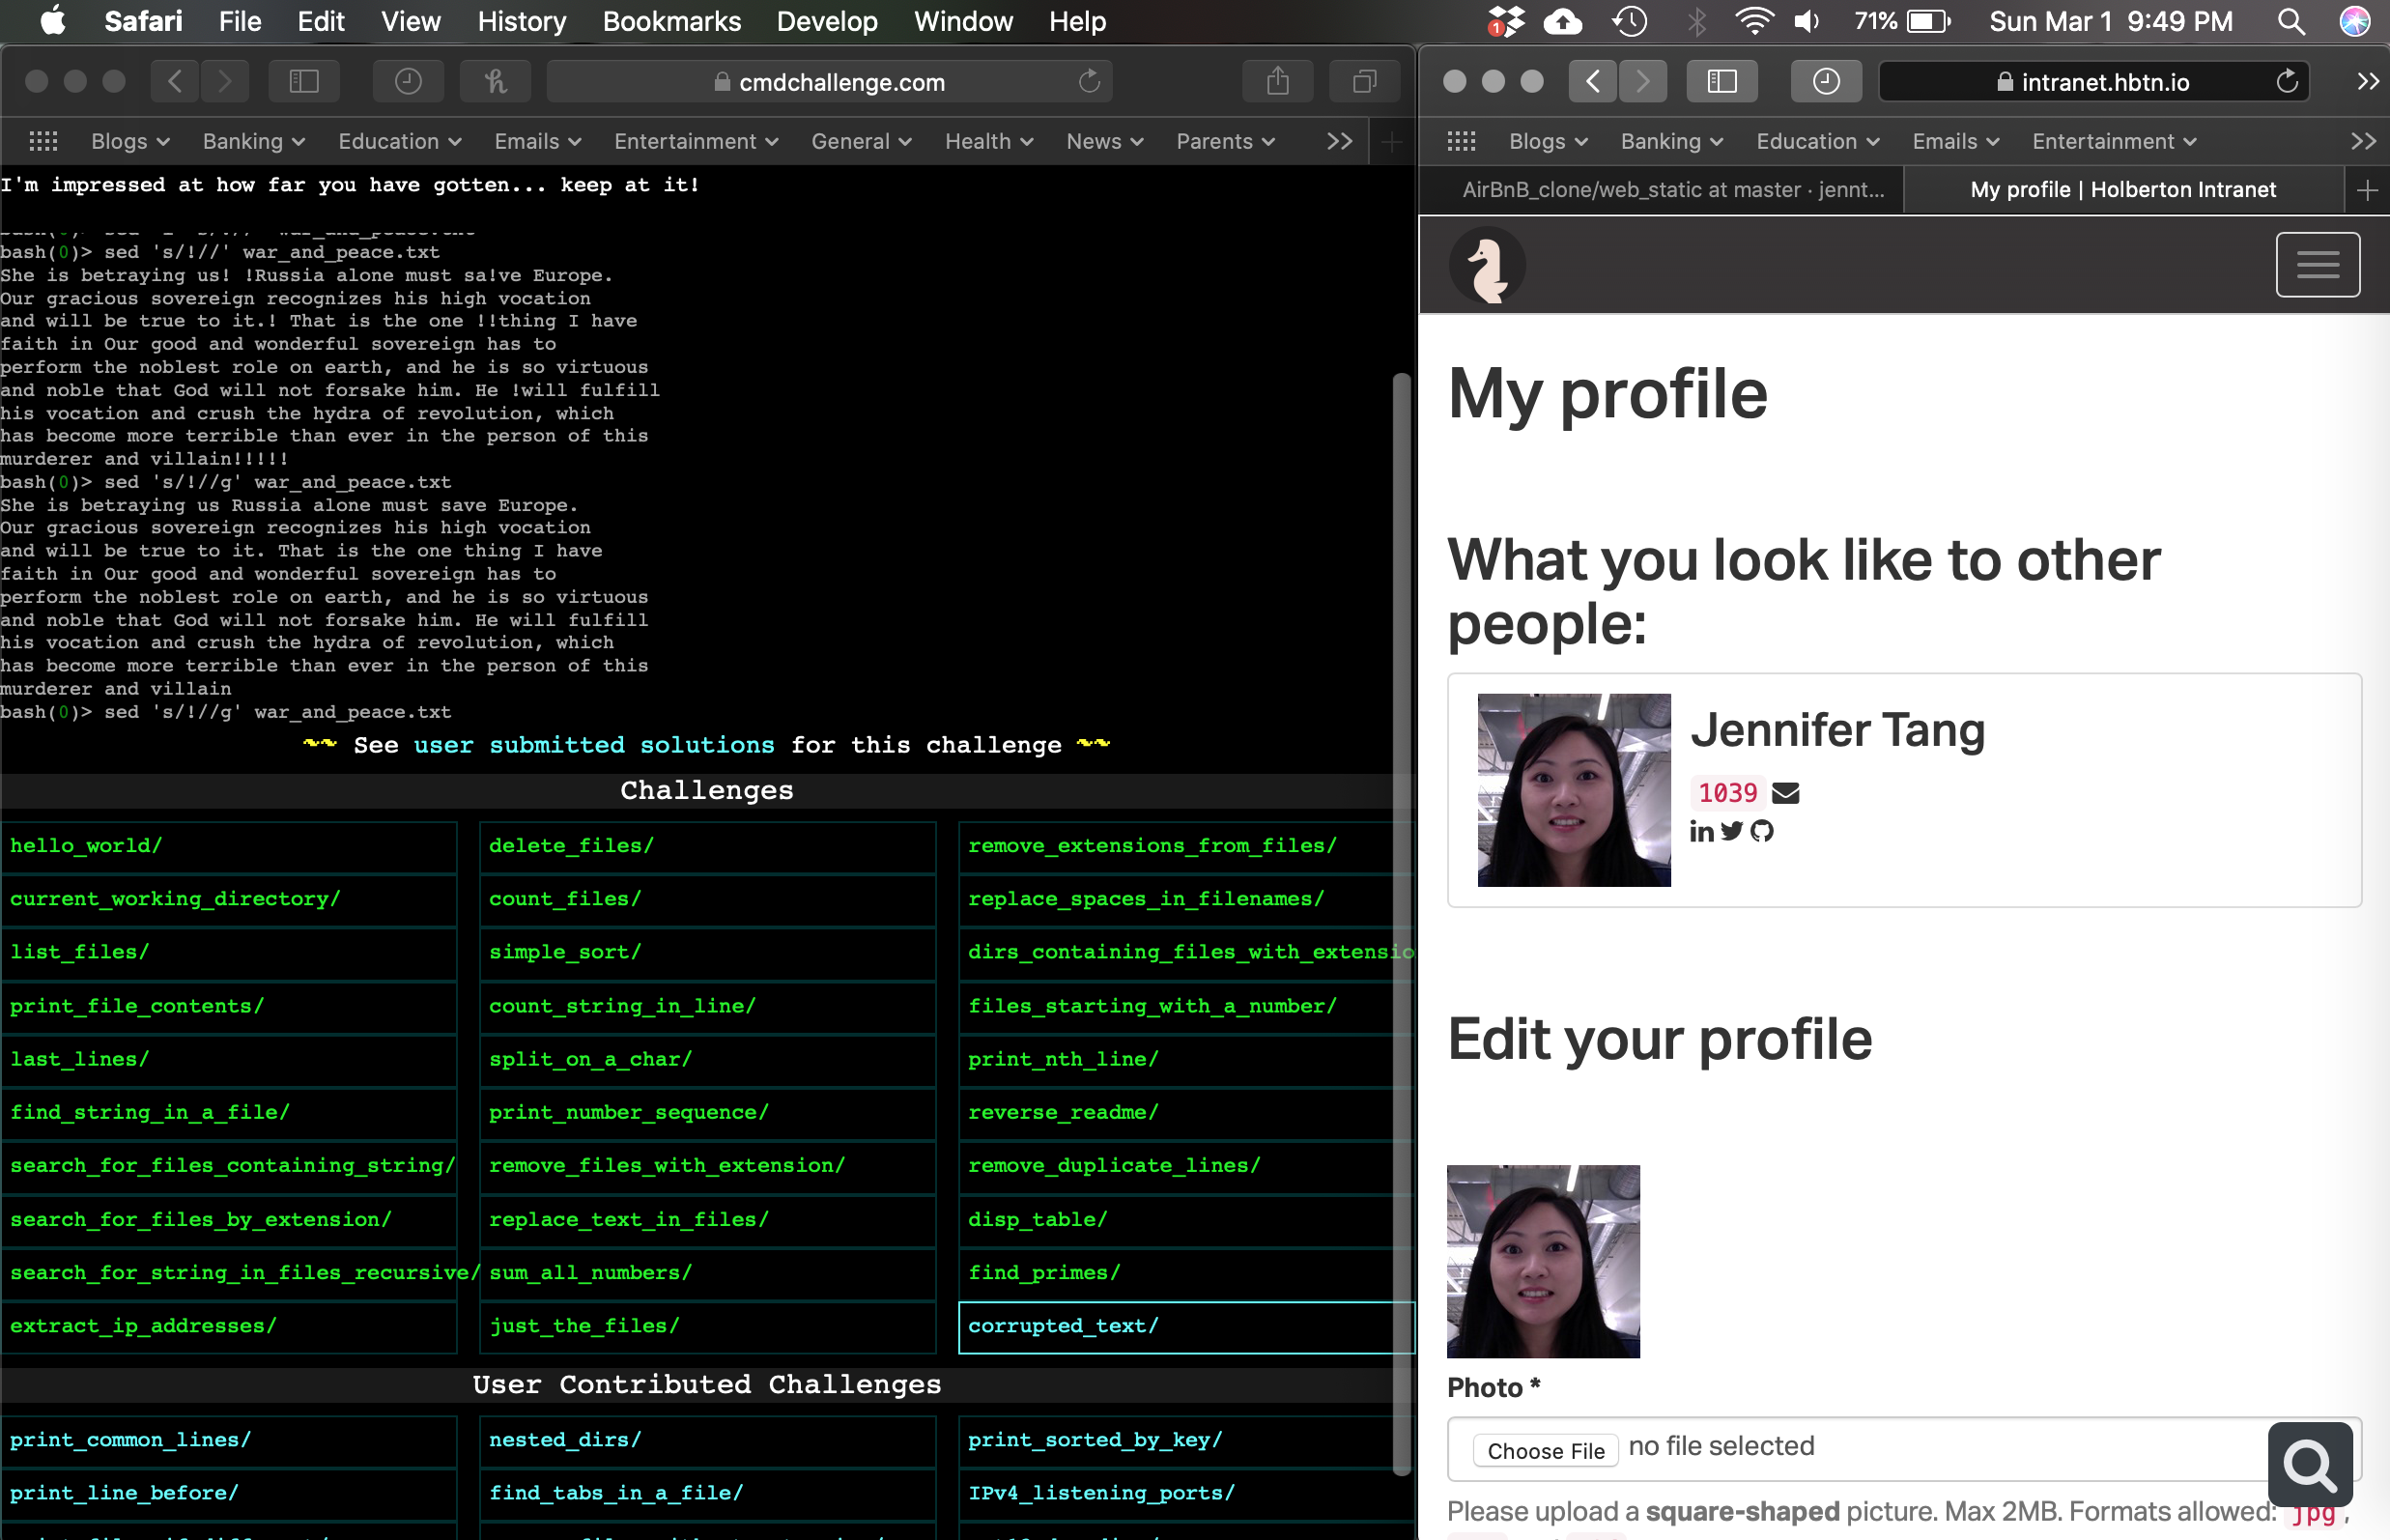 Safari File Edit View History Bookmarks Develop Window Help 1 71% Sun Mar 1 9:49 PM
cmdchallenge.com
Blogs Banking Education Emails Entertainment General Health News Parents >>
I'm impressed at how far you have gotten... keep at it!
bash(0)> sed 's/!//' war_and_peace.txt
She is betraying us! !Russia alone must sa!ve Europe.
Our gracious sovereign recognizes his high vocation
and will be true to it.! That is the one !!thing I have
faith in Our good and wonderful sovereign has to
perform the noblest role on earth, and he is so virtuous
and noble that God will not forsake him. He !will fulfill
his vocation and crush the hydra of revolution, which
has become more terrible than ever in the person of this
murderer and villain!!!!!
bash(0)> sed 's/!//g' war_and_peace.txt
She is betraying us Russia alone must save Europe.
Our gracious sovereign recognizes his high vocation
and will be true to it. That is the one thing I have
faith in Our good and wonderful sovereign has to
perform the noblest role on earth, and he is so virtuous
and noble that God will not forsake him. He will fulfill
his vocation and crush the hydra of revolution, which
has become more terrible than ever in the person of this
murderer and villain
bash(0)> sed 's/!//g' war_and_peace.txt
~~ See user submitted solutions for this challenge ~~
Challenges
hello_world/ delete_files/ remove_extensions_from_files/
current_working_directory/ count_files/ replace_spaces_in_filenames/
list_files/ simple_sort/ dirs_containing_files_with_extensio
print_file_contents/ count_string_in_line/ files_starting_with_a_number/
last_lines/ split_on_a_char/ print_nth_line/
find_string_in_a_file/ print_number_sequence/ reverse_readme/
search_for_files_containing_string/ remove_files_with_extension/ remove_duplicate_lines/
search_for_files_by_extension/ replace_text_in_files/ disp_table/
search_for_string_in_files_recursive/ sum_all_numbers/ find_primes/
extract_ip_addresses/ just_the_files/ corrupted_text/
User Contributed Challenges
print_common_lines/ nested_dirs/ print_sorted_by_key/
print_line_before/ find_tabs_in_a_file/ IPv4_listening_ports/
intranet.hbtn.io >>
Blogs Banking Education Emails Entertainment >>
AirBnB_clone/web_static at master · jennt... My profile | Holberton Intranet
My profile
What you look like to other
people:
Jennifer Tang
1039
in
Edit your profile
Photo *
Choose File no file selected
Please upload a square-shaped picture. Max 2MB. Formats allowed: jpg,